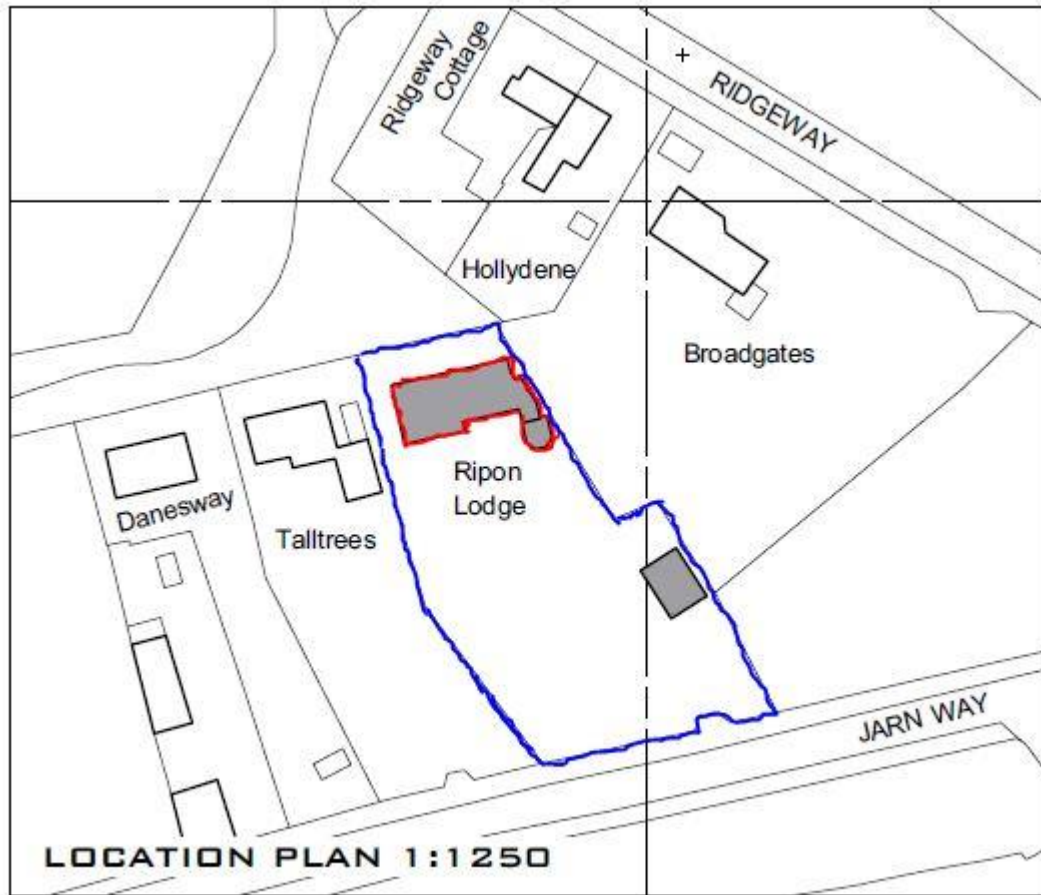 Ridgeway
Cottage
RIDGEWAY
Hollydene
Broadgates
Ripon
Lodge
Danesway
Talltrees
JARN WAY
LOCATION PLAN 1:1250